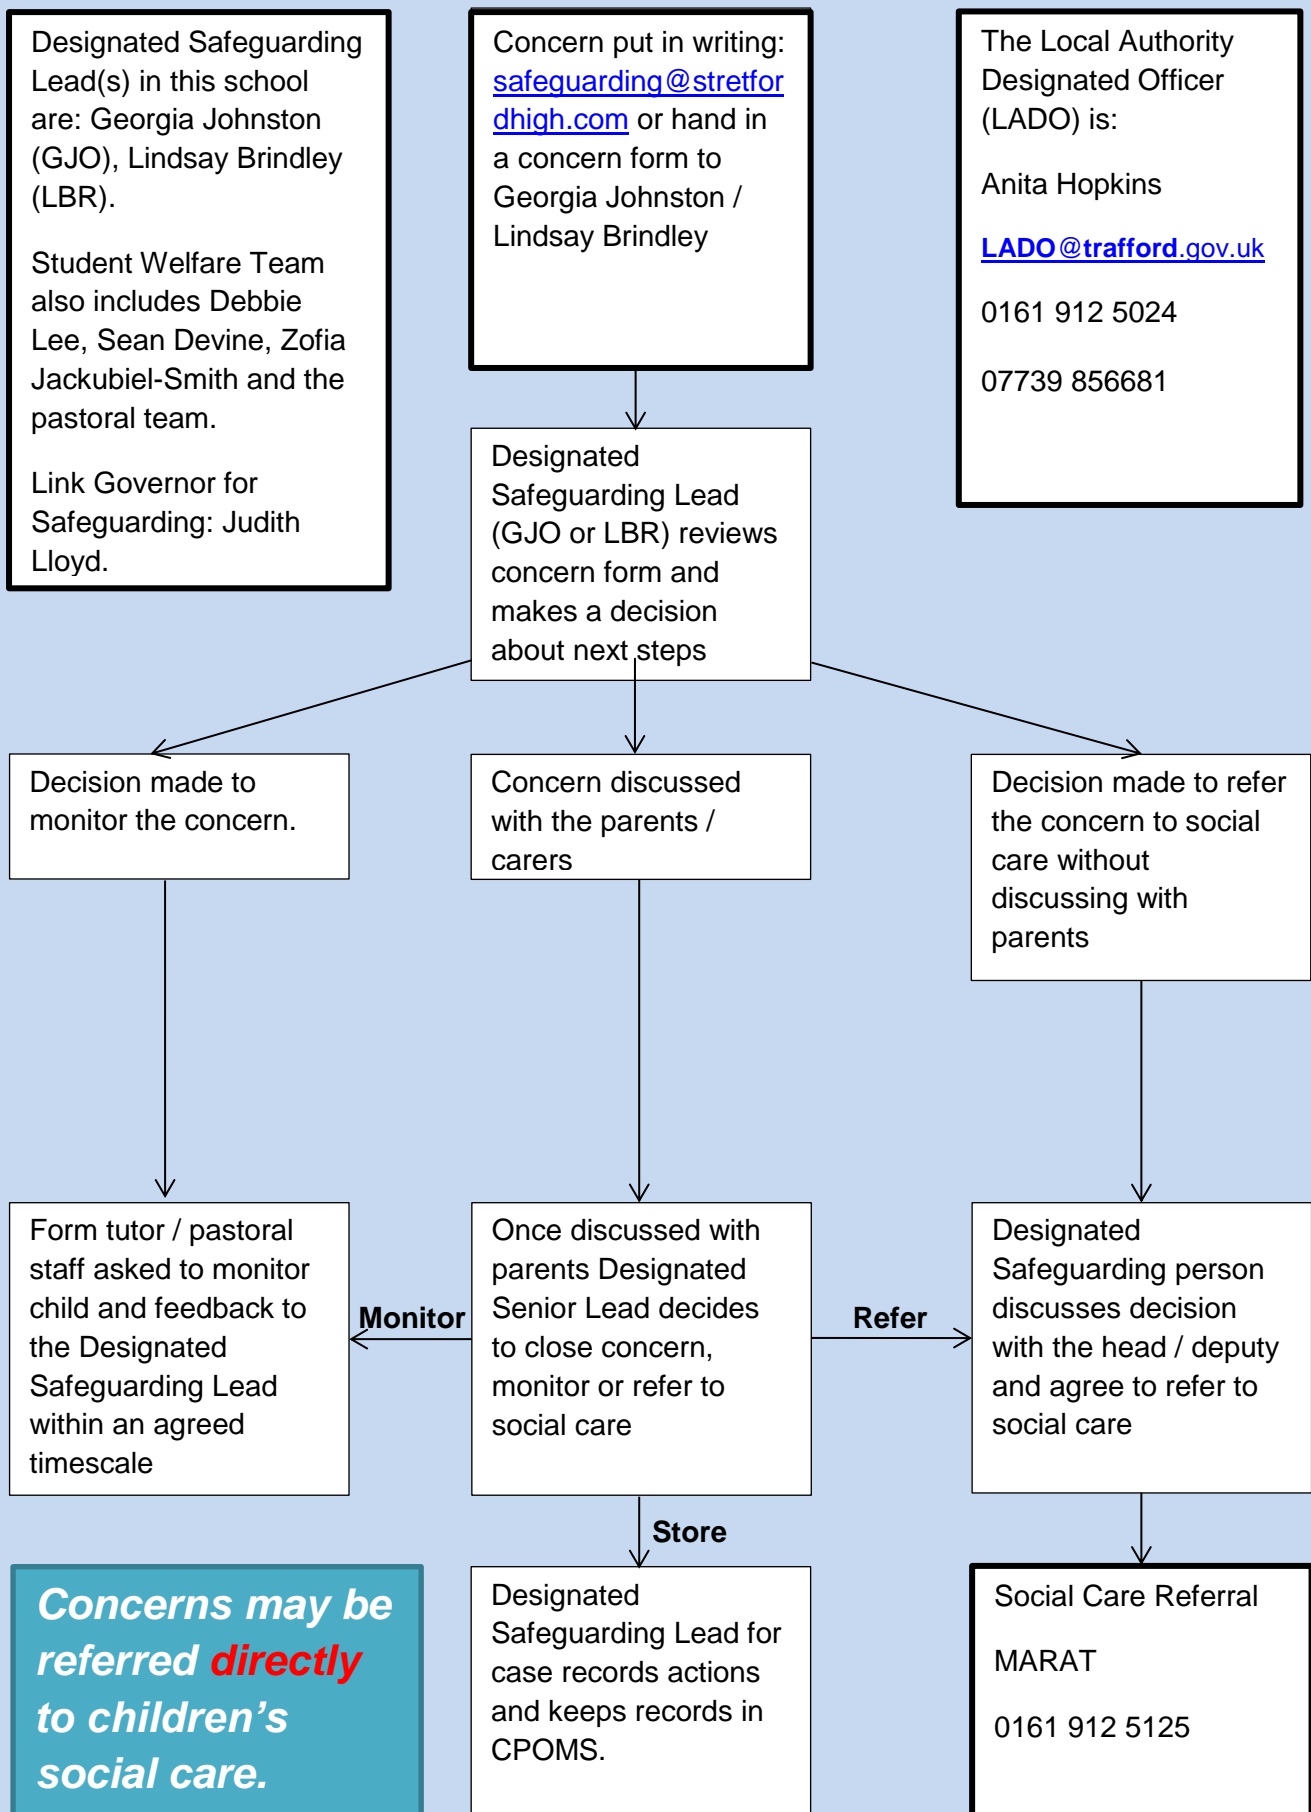 Designated Safeguarding
Lead(s) in this school
are: Georgia Johnston
(GJO), Lindsay Brindley
(LBR).
Student Welfare Team
also includes Debbie
Lee, Sean Devine, Zofia
Jackubiel-Smith and the
pastoral team.
Link Governor for
Safeguarding: Judith
Lloyd.
Concern put in writing:
safeguarding@stretfor
dhigh.com or hand in
a concern form to
Georgia Johnston /
Lindsay Brindley
The Local Authority
Designated Officer
(LADO) is:
Anita Hopkins
LADO@trafford.gov.uk
0161 912 5024
07739 856681
Designated
Safeguarding Lead
(GJO or LBR) reviews
concern form and
makes a decision
about next steps
Decision made to
monitor the concern.
Concern discussed
with the parents /
carers
Decision made to refer
the concern to social
care without
discussing with
parents
Form tutor / pastoral
staff asked to monitor
child and feedback to
the Designated
Safeguarding Lead
within an agreed
timescale
Monitor
Once discussed with
parents Designated
Senior Lead decides
to close concern,
monitor or refer to
social care
Refer
Designated
Safeguarding person
discusses decision
with the head / deputy
and agree to refer to
social care
Store
Concerns may be
referred directly
to children’s
social care.
Designated
Safeguarding Lead for
case records actions
and keeps records in
CPOMS.
Social Care Referral
MARAT
0161 912 5125